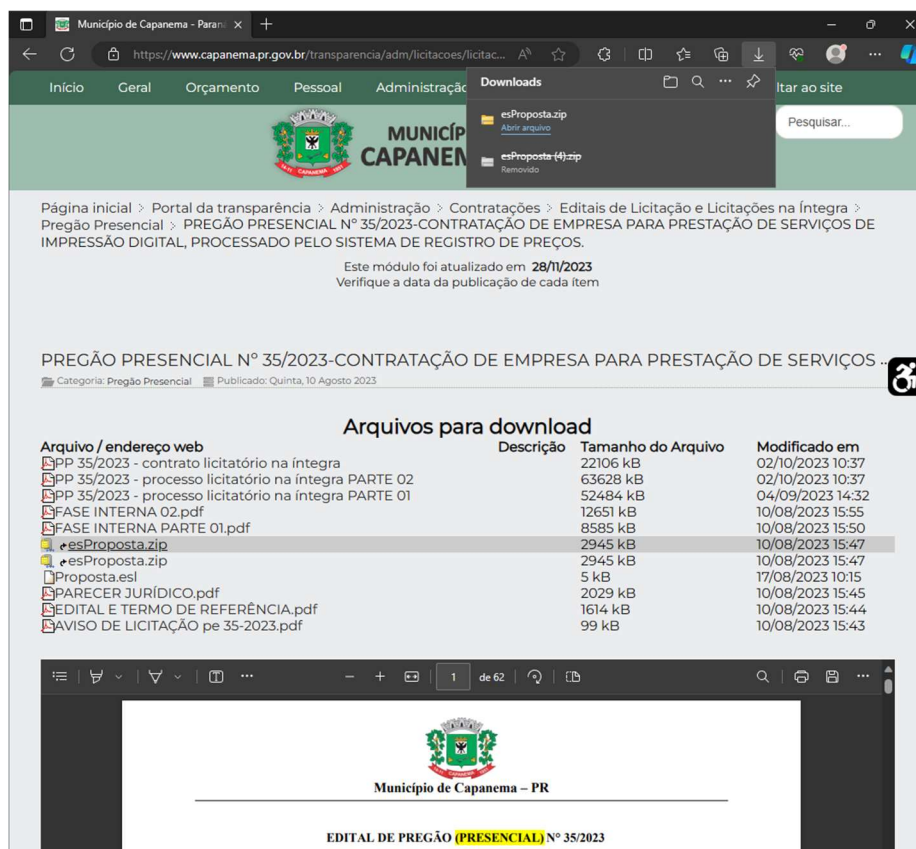 Município de Capanema - Paran
https://www.capanema.pr.gov.br/transparencia/adm/licitacoes/licitac...
Início Geral Orçamento Pessoal Administração ltar ao site
Downloads
esProposta.zip
Abrir arquivo
esProposta (4).zip
Removido
Pesquisar...
MUNICÍP
CAPANEM
CAPANEMA
Página inicial > Portal da transparência > Administração > Contratações > Editais de Licitação e Licitações na Íntegra >
Pregão Presencial > PREGÃO PRESENCIAL Nº 35/2023-CONTRATAÇÃO DE EMPRESA PARA PRESTAÇÃO DE SERVIÇOS DE
IMPRESSÃO DIGITAL, PROCESSADO PELO SISTEMA DE REGISTRO DE PREÇOS.
Este módulo foi atualizado em 28/11/2023
Verifique a data da publicação de cada ítem
PREGÃO PRESENCIAL Nº 35/2023-CONTRATAÇÃO DE EMPRESA PARA PRESTAÇÃO DE SERVIÇOS ...
Categoria: Pregão Presencial Publicado: Quinta, 10 Agosto 2023
Arquivos para download
Arquivo / endereço web Descrição Tamanho do Arquivo Modificado em
PP 35/2023 - contrato licitatório na íntegra 22106 kB 02/10/2023 10:37
PP 35/2023 - processo licitatório na íntegra PARTE 02 63628 kB 02/10/2023 10:37
PP 35/2023 - processo licitatório na íntegra PARTE 01 52484 kB 04/09/2023 14:32
FASE INTERNA 02.pdf 12651 kB 10/08/2023 15:55
FASE INTERNA PARTE 01.pdf 8585 kB 10/08/2023 15:50
esProposta.zip 2945 kB 10/08/2023 15:47
esProposta.zip 2945 kB 10/08/2023 15:47
Proposta.esl 5 kB 17/08/2023 10:15
PARECER JURÍDICO.pdf 2029 kB 10/08/2023 15:45
EDITAL E TERMO DE REFERÊNCIA.pdf 1614 kB 10/08/2023 15:44
AVISO DE LICITAÇÃO pe 35-2023.pdf 99 kB 10/08/2023 15:43
1 de 62
Município de Capanema – PR
EDITAL DE PREGÃO (PRESENCIAL) Nº 35/2023